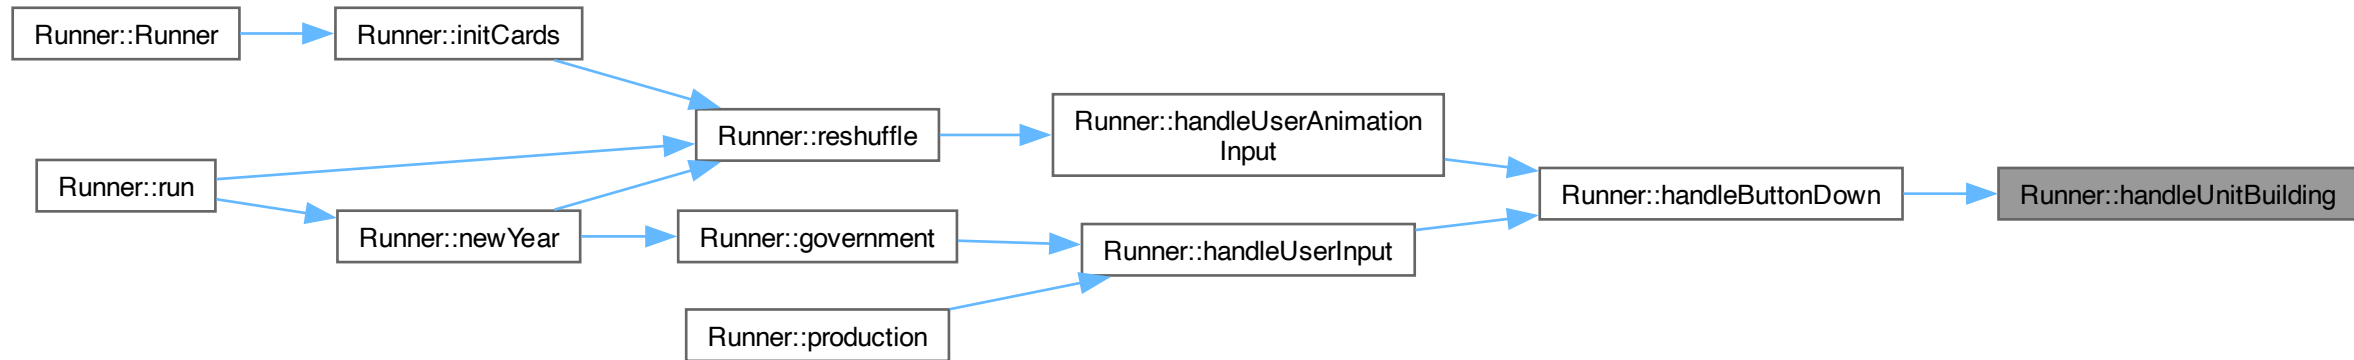 Runner::Runner
Runner::initCards
Runner::reshuffle
Runner::handleUserAnimation
Input
Runner::run
Runner::handleButtonDown
Runner::handleUnitBuilding
Runner::newYear
Runner::government
Runner::handleUserInput
Runner::production